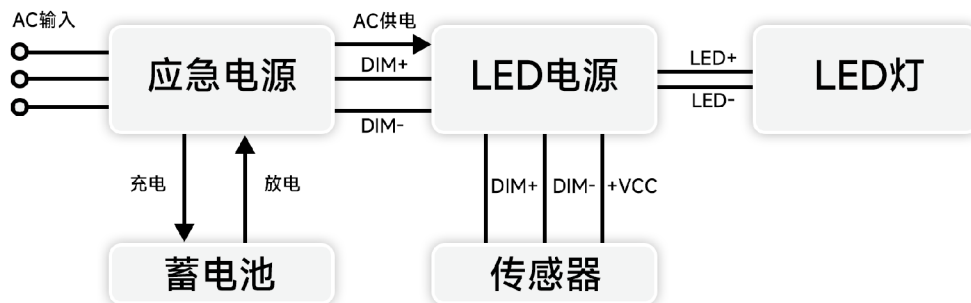 AC输入
应急电源
AC供电
DIM+
DIM-
LED电源
LED+
LED-
LED灯
充电
放电
DIM+
DIM-
+VCC
蓄电池
传感器